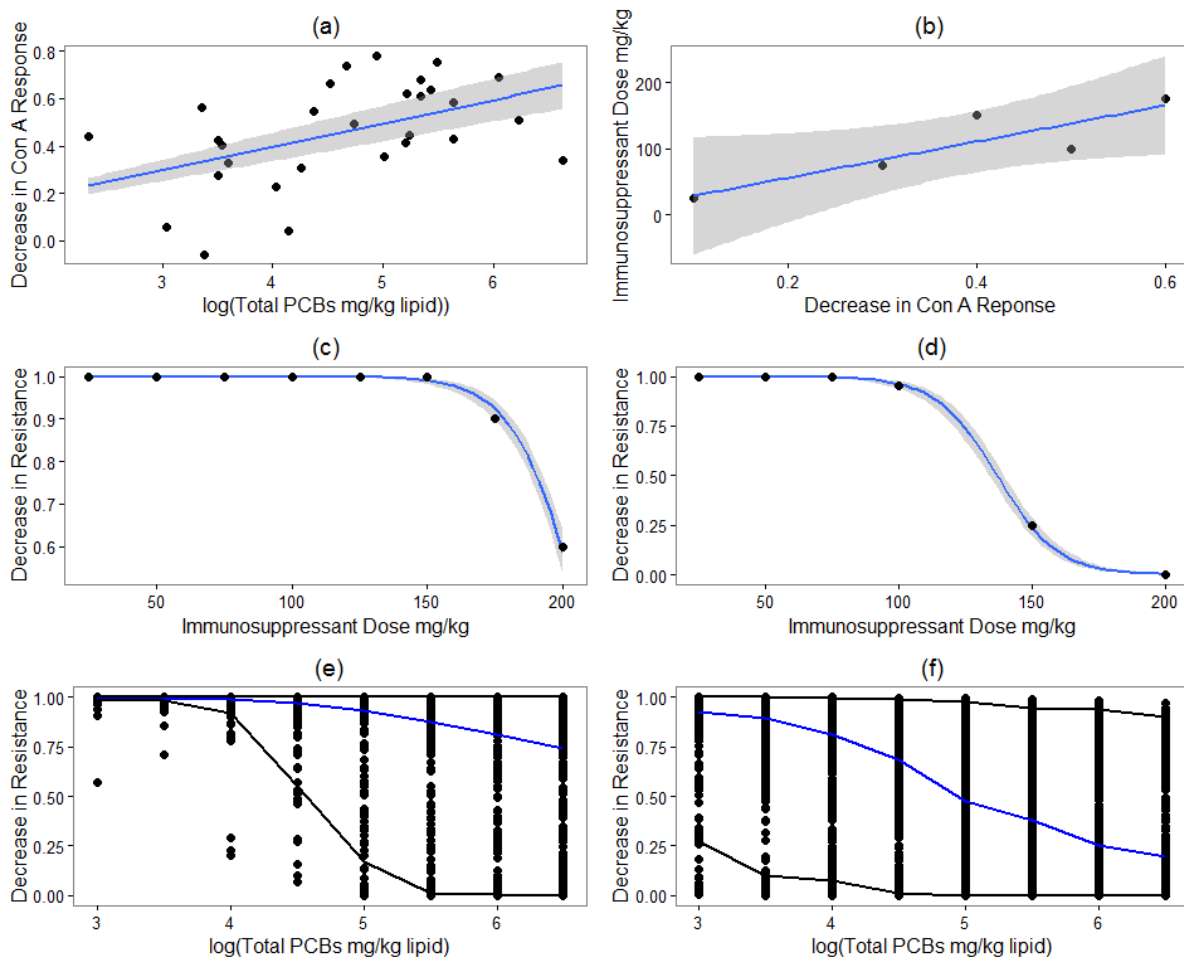 (a)
Decrease in Con A Response
0.8
0.6
0.4
0.2
0.0
3
4
5
6
log(Total PCBs mg/kg lipid))
(b)
Immunosuppressant Dose mg/kg
200
100
0
0.2
0.4
0.6
Decrease in Con A Reponse
(c)
Decrease in Resistance
1.0
0.9
0.8
0.7
0.6
50
100
150
200
Immunosuppressant Dose mg/kg
(d)
Decrease in Resistance
1.00
0.75
0.50
0.25
0.00
50
100
150
200
Immunosuppressant Dose mg/kg
(e)
Decrease in Resistance
1.00
0.75
0.50
0.25
0.00
3
4
5
6
log(Total PCBs mg/kg lipid)
(f)
Decrease in Resistance
1.00
0.75
0.50
0.25
0.00
3
4
5
6
log(Total PCBs mg/kg lipid)